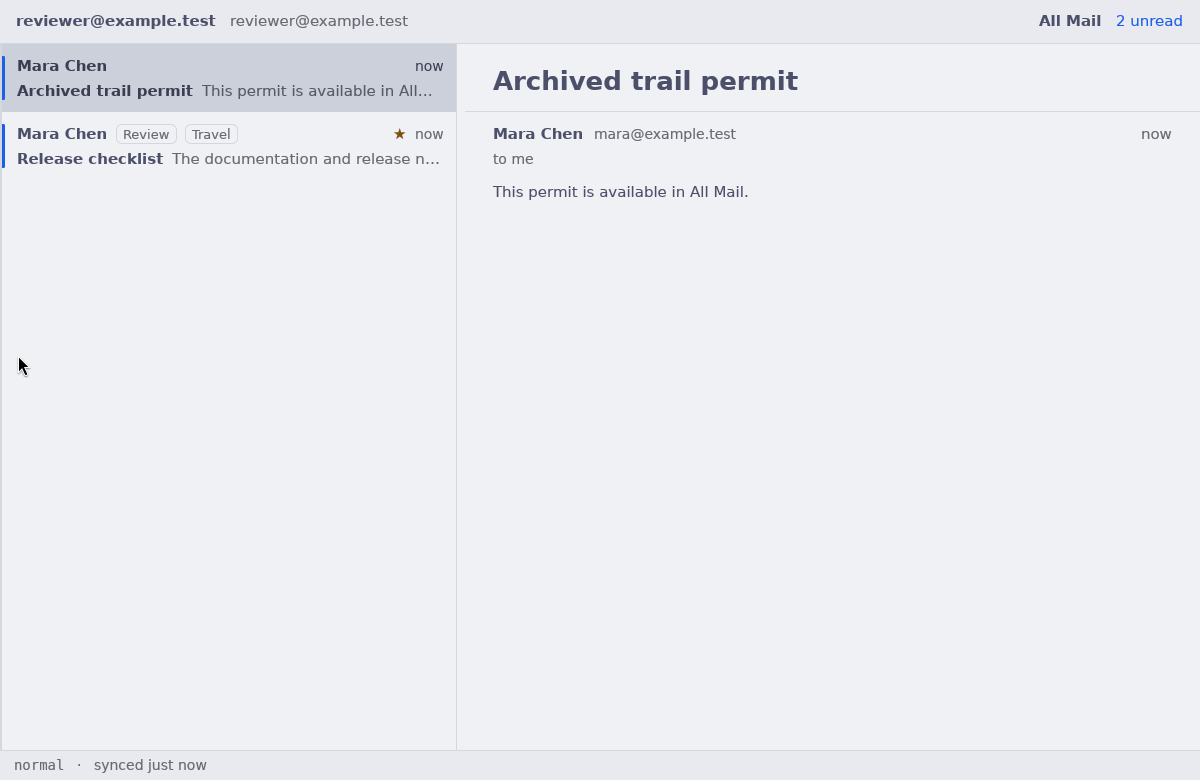 reviewer@example.test reviewer@example.test All Mail 2 unread
Mara Chen now
Archived trail permit This permit is available in All…
Mara Chen Review Travel ★ now
Release checklist The documentation and release n…
Archived trail permit
Mara Chen mara@example.test now
to me
This permit is available in All Mail.
normal · synced just now